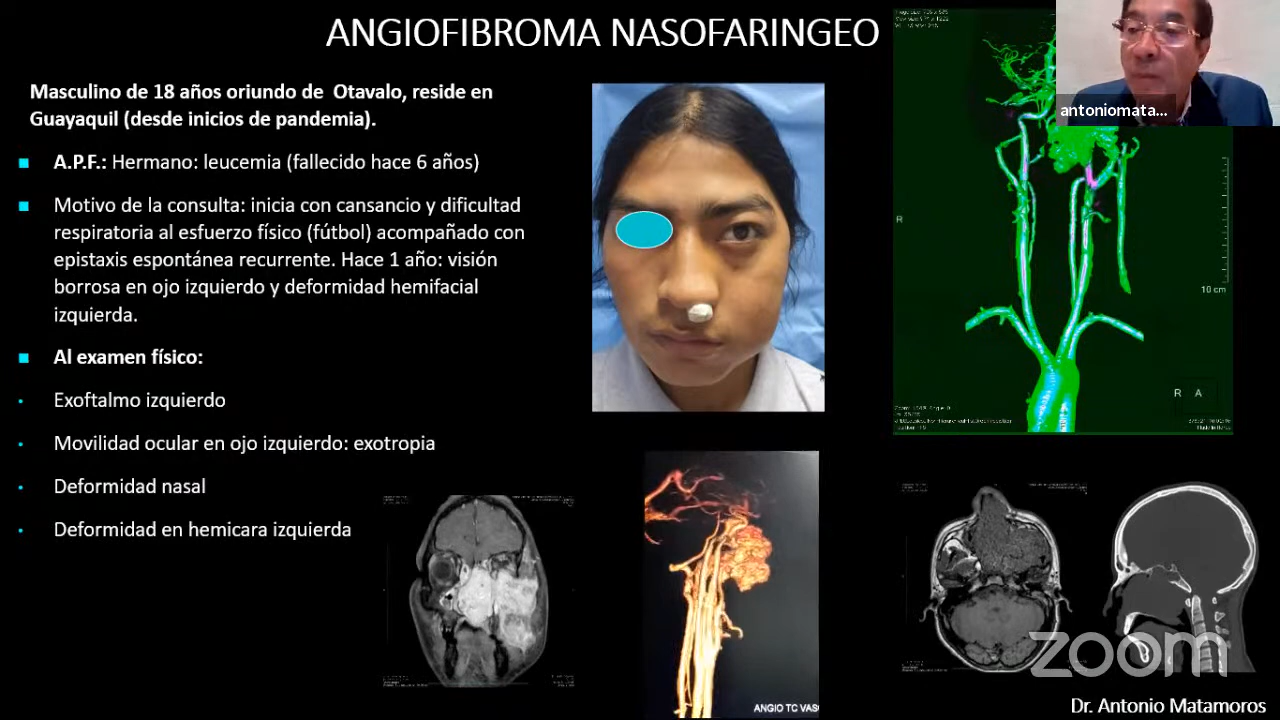 ANGIOFIBROMA NASOFARINGEO
antoniomata...
Masculino de 18 años oriundo de Otavalo, reside en
Guayaquil (desde inicios de pandemia).
A.P.F.: Hermano: leucemia (fallecido hace 6 años)
Motivo de la consulta: inicia con cansancio y dificultad
respiratoria al esfuerzo físico (fútbol) acompañado con
epistaxis espontánea recurrente. Hace 1 año: visión
borrosa en ojo izquierdo y deformidad hemifacial
izquierda.
Al examen físico:
Exoftalmo izquierdo
Movilidad ocular en ojo izquierdo: exotropia
Deformidad nasal
Deformidad en hemicara izquierda
R
10 cm
R A
ANGIO TC VAS
zoom
Dr. Antonio Matamoros